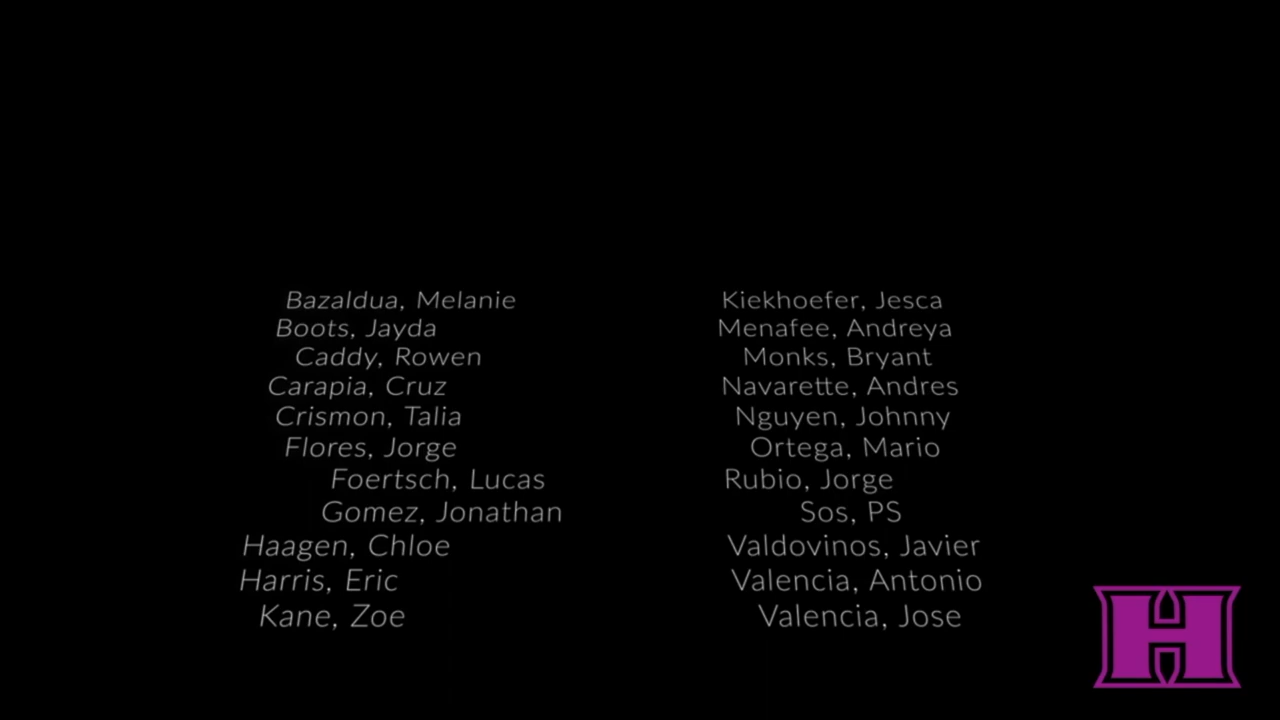 Bazaldua, Melanie
Boots, Jayda
Caddy, Rowen
Carapia, Cruz
Crismon, Talia
Flores, Jorge
Foertsch, Lucas
Gomez, Jonathan
Haagen, Chloe
Harris, Eric
Kane, Zoe
Kiekhoefer, Jesca
Menafee, Andreya
Monks, Bryant
Navarette, Andres
Nguyen, Johnny
Ortega, Mario
Rubio, Jorge
Sos, PS
Valdovinos, Javier
Valencia, Antonio
Valencia, Jose
H